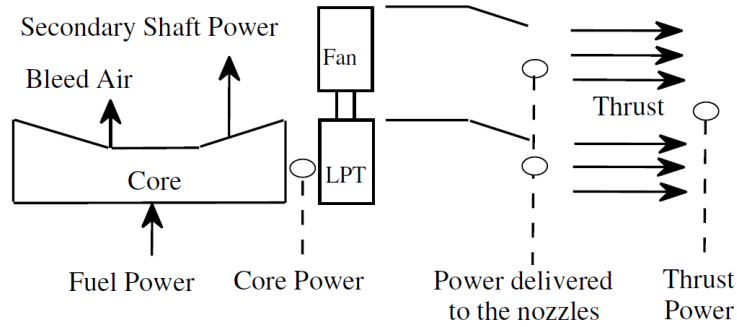 Secondary Shaft Power
Bleed Air
Fan
Thrust
Core
LPT
Fuel Power
Core Power
Power delivered
to the nozzles
Thrust
Power